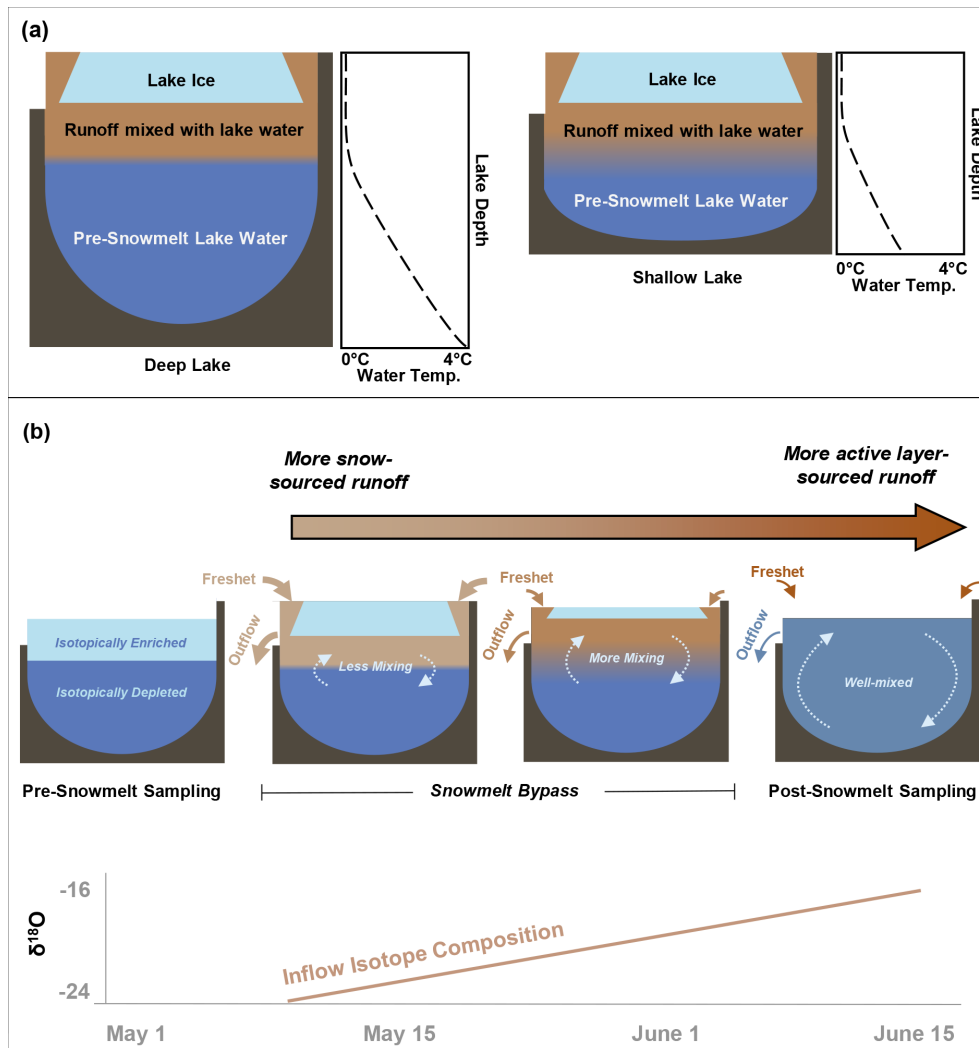 (a)
Lake Ice
Runoff mixed with lake water
Pre-Snowmelt Lake Water
Lake Depth
0°C 4°C
Water Temp.
Deep Lake
Lake Ice
Runoff mixed with lake water
Pre-Snowmelt Lake Water
Lake Depth
0°C 4°C
Water Temp.
Shallow Lake
(b)
More snow-
sourced runoff
More active layer-
sourced runoff
Freshet
Freshet
Freshet
Outflow
Outflow
Outflow
Isotopically Enriched
Isotopically Depleted
Less Mixing
More Mixing
Well-mixed
Pre-Snowmelt Sampling
Snowmelt Bypass
Post-Snowmelt Sampling
-16
δ18O
-24
Inflow Isotope Composition
May 1 May 15 June 1 June 15